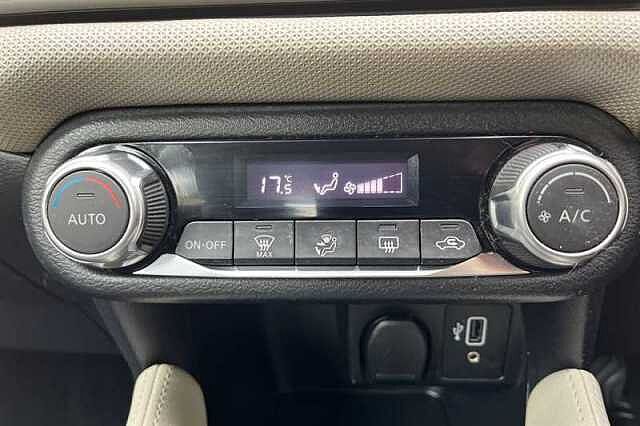 17.5 °C
AUTO
A/C
ON·OFF
MAX